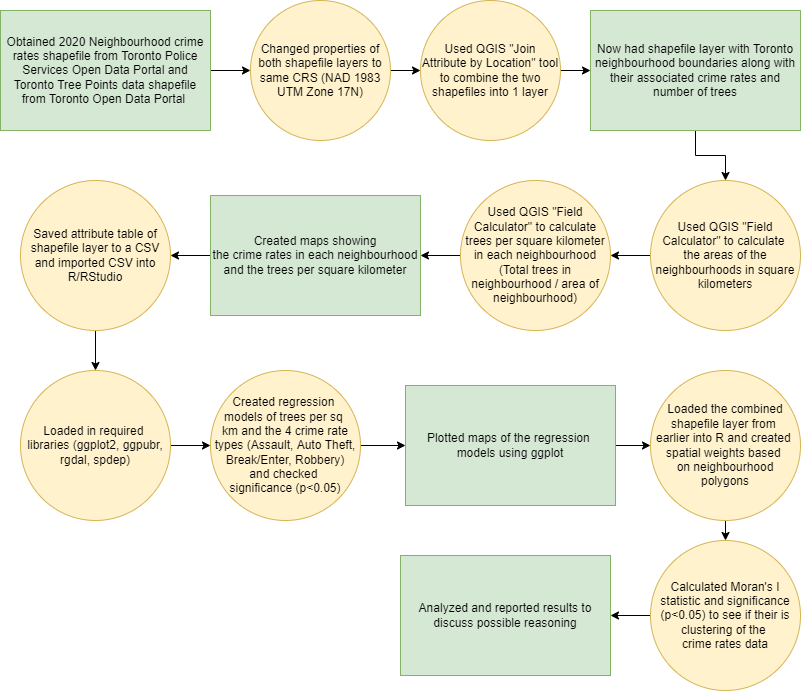 Obtained 2020 Neighbourhood crime
rates shapefile from Toronto Police
Services Open Data Portal and
Toronto Tree Points data shapefile
from Toronto Open Data Portal
Changed properties of
both shapefile layers to
same CRS (NAD 1983
UTM Zone 17N)
Used QGIS "Join
Attribute by Location" tool
to combine the two
shapefiles into 1 layer
Now had shapefile layer with Toronto
neighbourhood boundaries along with
their associated crime rates and
number of trees
Used QGIS "Field
Calculator" to calculate
the areas of the
neighbourhoods in square
kilometers
Used QGIS "Field
Calculator" to calculate
trees per square kilometer
in each neighbourhood
(Total trees in
neighbourhood / area of
neighbourhood)
Created maps showing
the crime rates in each neighbourhood
and the trees per square kilometer
Saved attribute table of
shapefile layer to a CSV
and imported CSV into
R/RStudio
Loaded in required
libraries (ggplot2, ggpubr,
rgdal, spdep)
Created regression
models of trees per sq
km and the 4 crime rate
types (Assault, Auto Theft,
Break/Enter, Robbery)
and checked
significance (p<0.05)
Plotted maps of the regression
models using ggplot
Loaded the combined
shapefile layer from
earlier into R and created
spatial weights based
on neighbourhood
polygons
Calculated Moran's I
statistic and significance
(p<0.05) to see if their is
clustering of the
crime rates data
Analyzed and reported results to
discuss possible reasoning